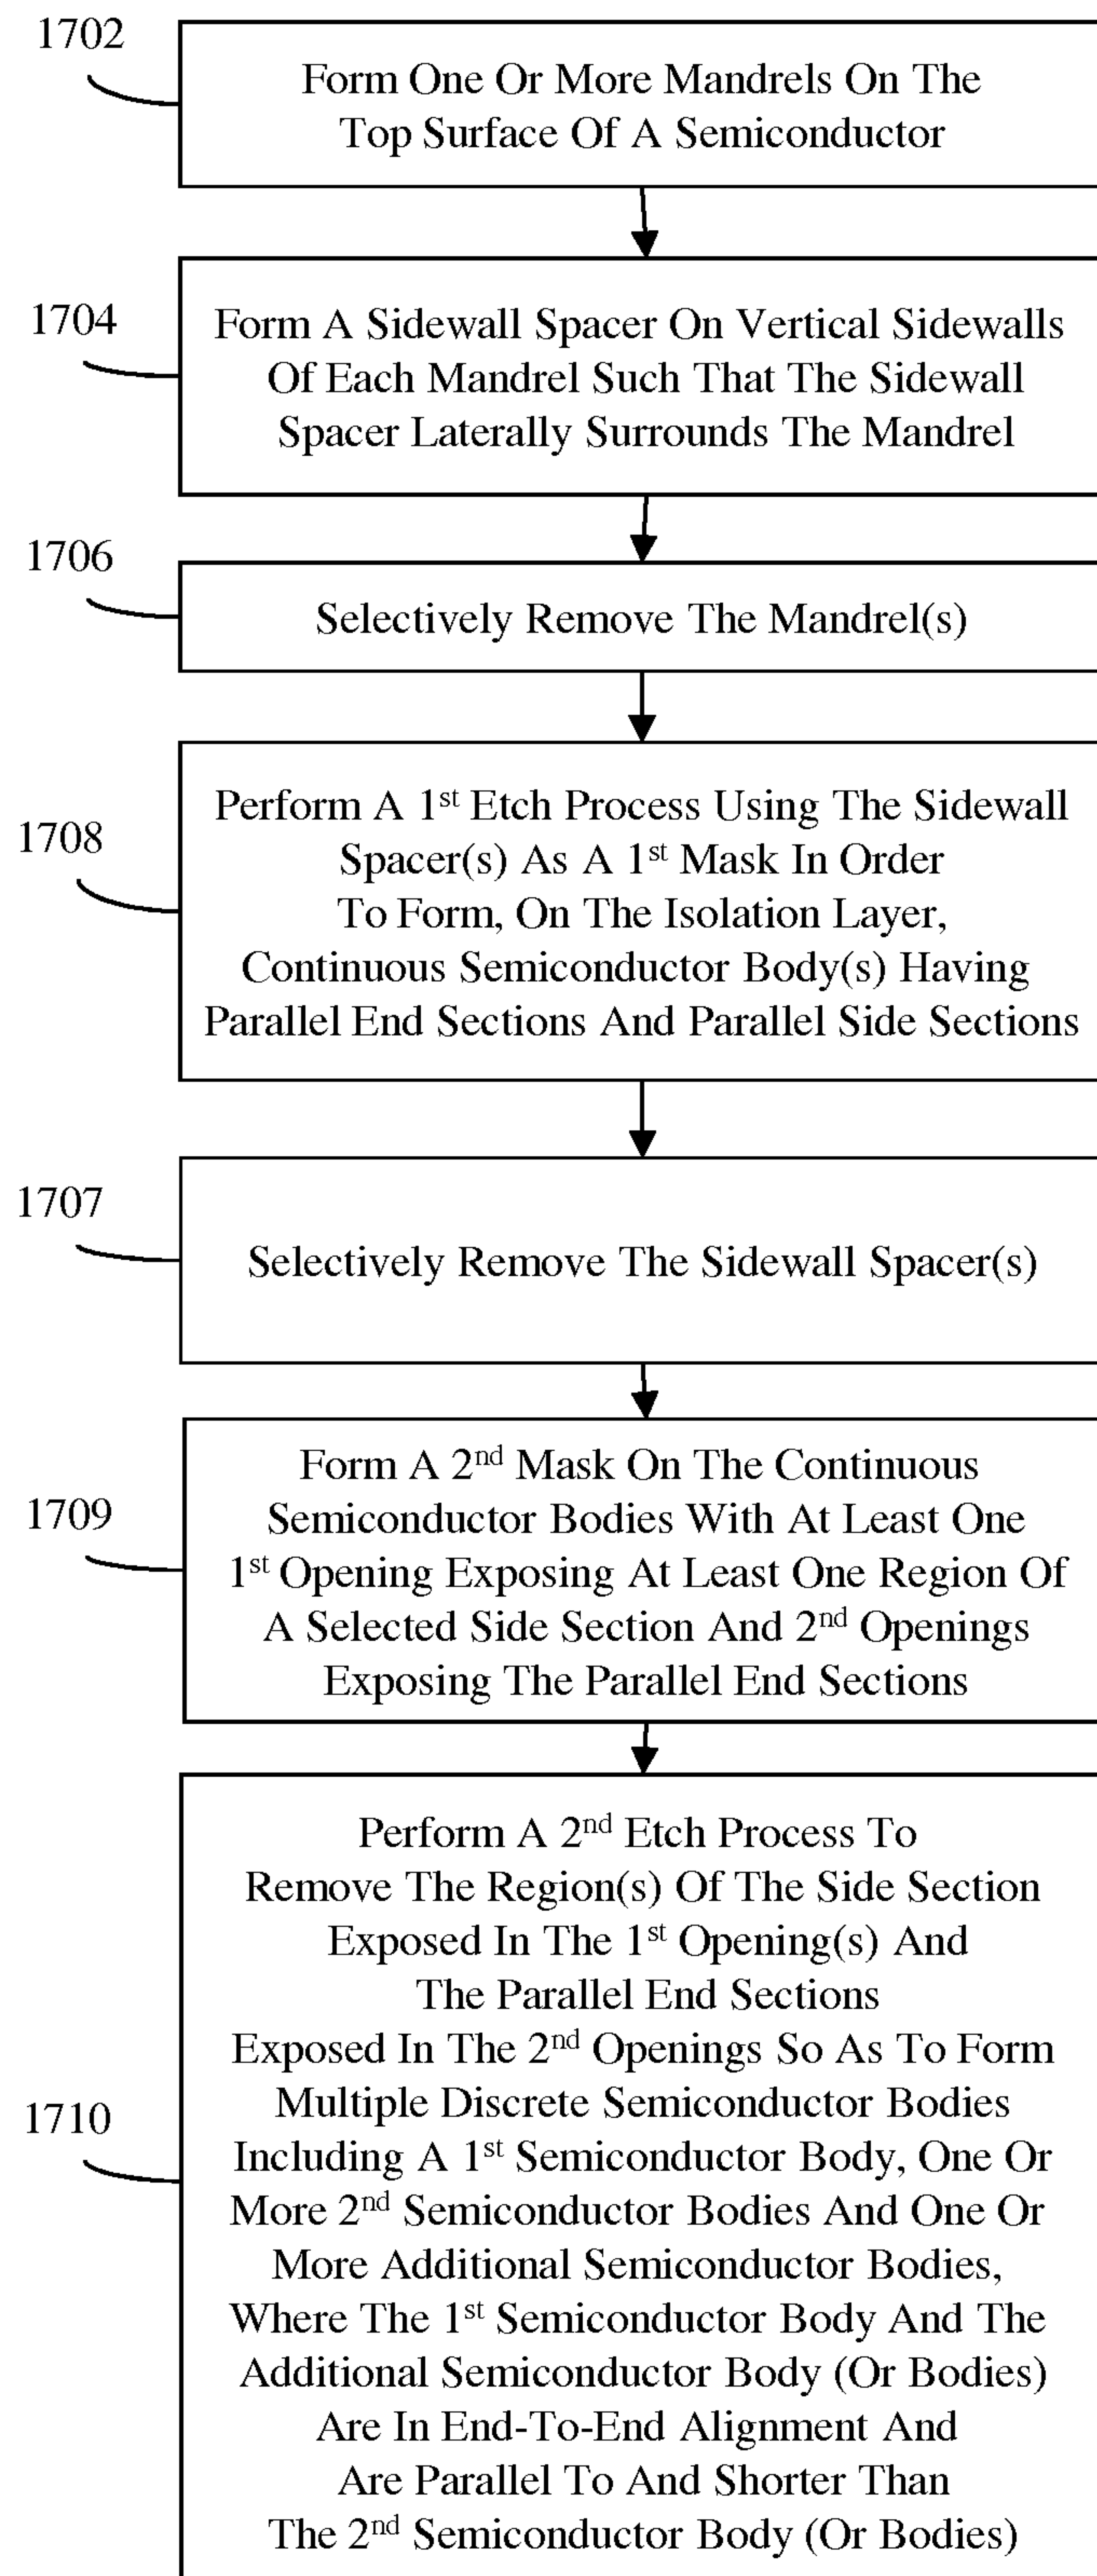 1702
Form One Or More Mandrels On The
Top Surface Of A Semiconductor
1704
Form A Sidewall Spacer On Vertical Sidewalls
Of Each Mandrel Such That The Sidewall
Spacer Laterally Surrounds The Mandrel
1706
Selectively Remove The Mandrel(s)
1708
Perform A 1st Etch Process Using The Sidewall
Spacer(s) As A 1st Mask In Order
To Form, On The Isolation Layer,
Continuous Semiconductor Body(s) Having
Parallel End Sections And Parallel Side Sections
1707
Selectively Remove The Sidewall Spacer(s)
1709
Form A 2nd Mask On The Continuous
Semiconductor Bodies With At Least One
1st Opening Exposing At Least One Region Of
A Selected Side Section And 2nd Openings
Exposing The Parallel End Sections
1710
Perform A 2nd Etch Process To
Remove The Region(s) Of The Side Section
Exposed In The 1st Opening(s) And
The Parallel End Sections
Exposed In The 2nd Openings So As To Form
Multiple Discrete Semiconductor Bodies
Including A 1st Semiconductor Body, One Or
More 2nd Semiconductor Bodies And One Or
More Additional Semiconductor Bodies,
Where The 1st Semiconductor Body And The
Additional Semiconductor Body (Or Bodies)
Are In End-To-End Alignment And
Are Parallel To And Shorter Than
The 2nd Semiconductor Body (Or Bodies)